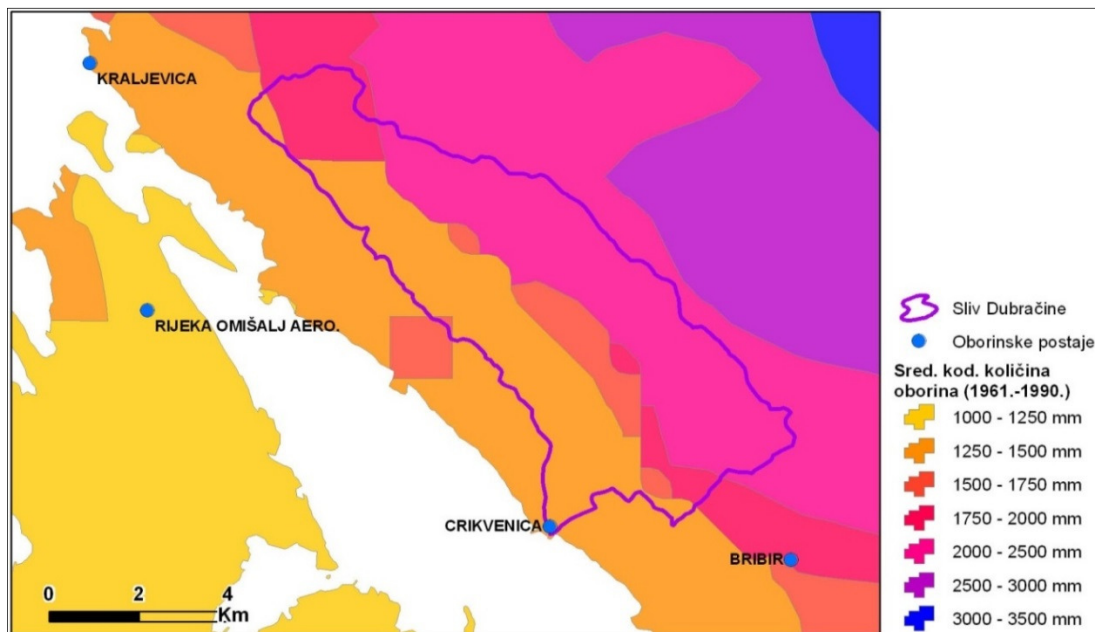 KRALJEVICA
RIJEKA OMIŠALJ AERO.
CRIKVENICA
BRIBIR
0 2 4
Km
Sliv Dubračine
Oborinske postaje
Sred. kod. količina
oborina (1961.-1990.)
1000 - 1250 mm
1250 - 1500 mm
1500 - 1750 mm
1750 - 2000 mm
2000 - 2500 mm
2500 - 3000 mm
3000 - 3500 mm